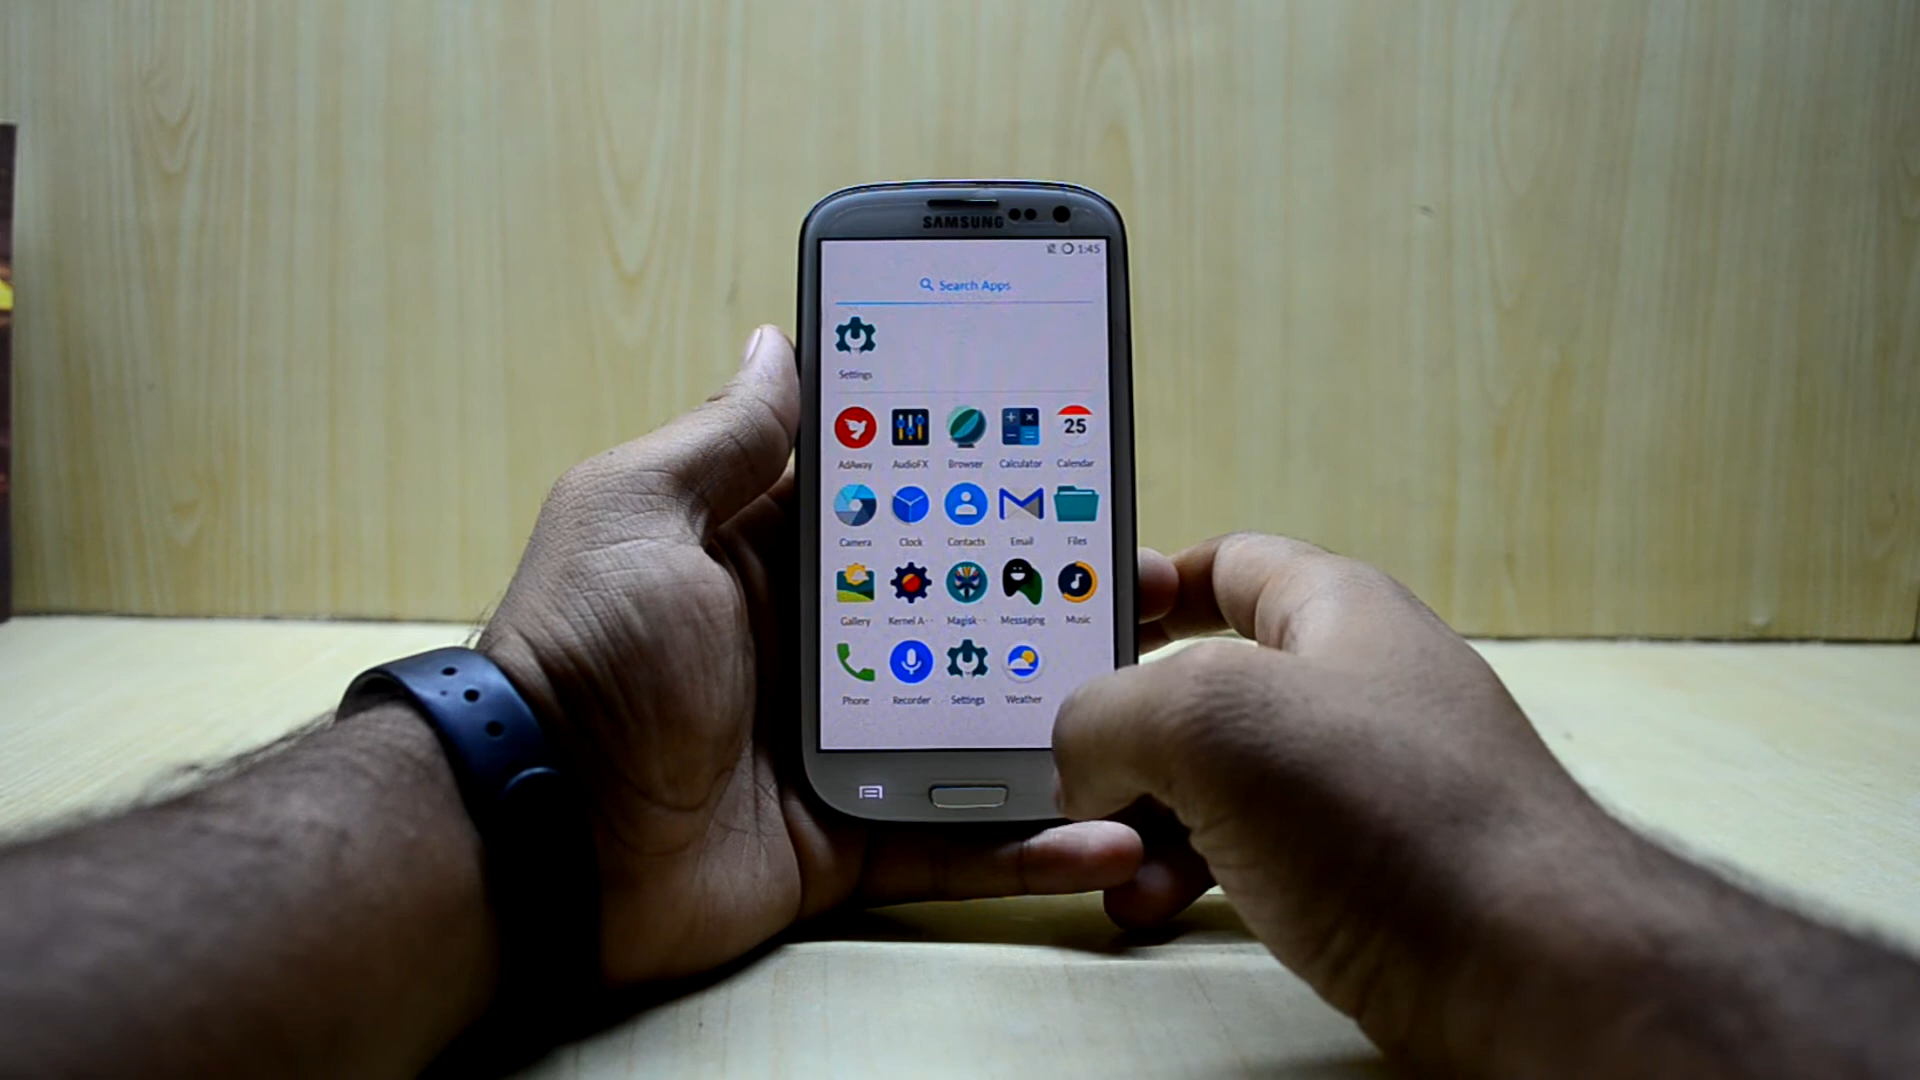 SAMSUNG
1:45
Search Apps
Settings
AdAway AudioFX Browser Calculator Calendar
25
Camera Clock Contacts Email Files
Gallery Kernel A·· Magisk·· Messaging Music
Phone Recorder Settings Weather